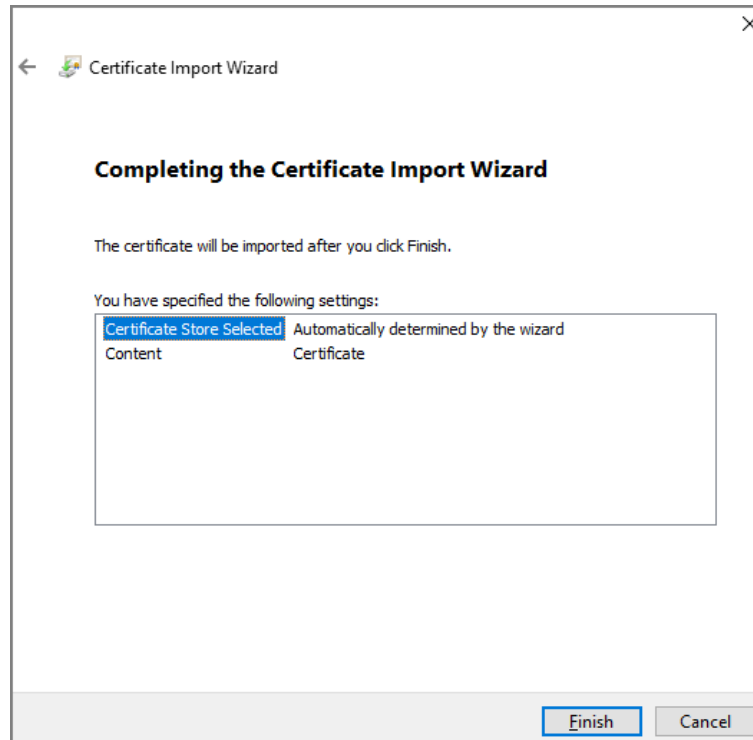 Certificate Import Wizard
Completing the Certificate Import Wizard
The certificate will be imported after you click Finish.
You have specified the following settings:
Certificate Store Selected Automatically determined by the wizard
Content Certificate
Finish Cancel